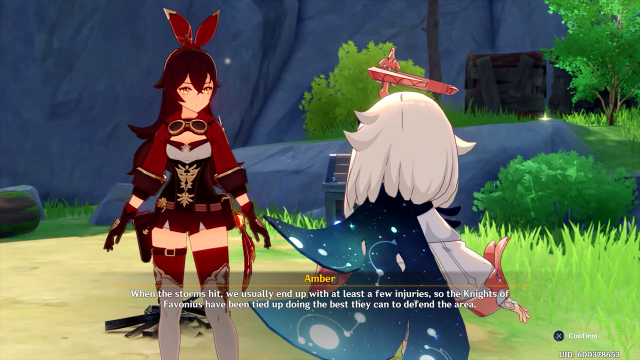 Amber
When the storms hit, we usually end up with at least a few injuries, so the Knights of
Favonius have been tied up doing the best they can to defend the area.
Confirm
UID: 600378653